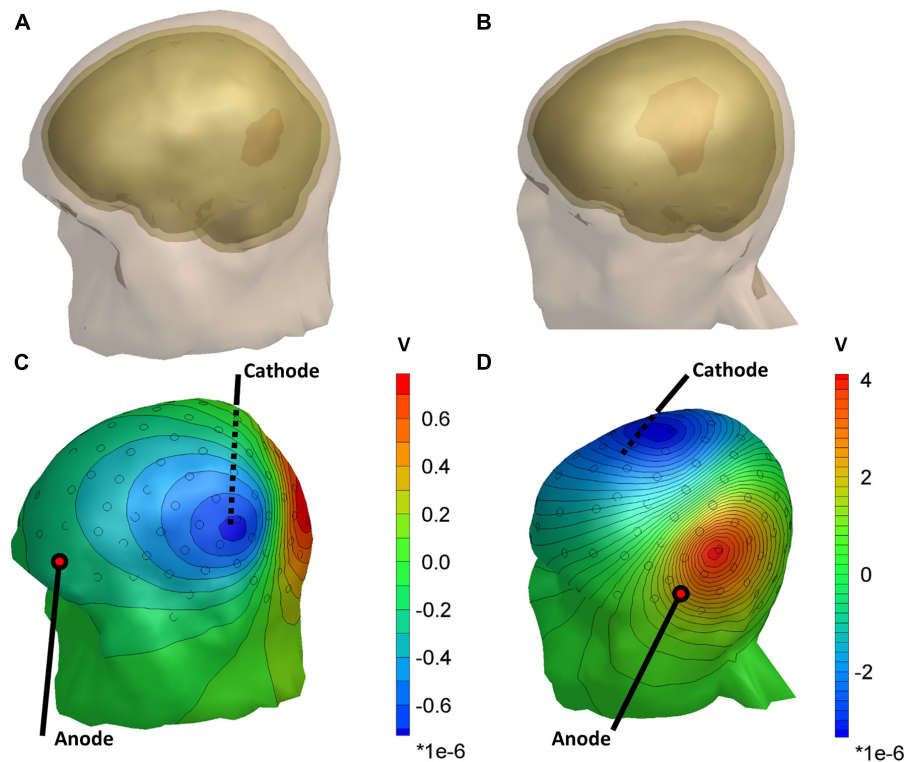 A
B
C
Cathode
V
0.6
0.4
0.2
0.0
-0.2
-0.4
-0.6
*1e-6
Anode
D
Cathode
V
4
2
0
-2
*1e-6
Anode